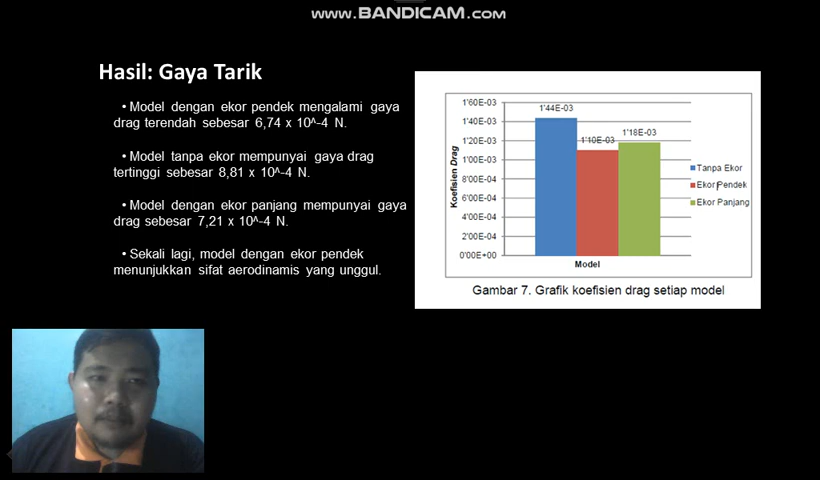 www.BANDICAM.com
Hasil: Gaya Tarik
• Model dengan ekor pendek mengalami gaya
drag terendah sebesar 6,74 x 10^-4 N.
• Model tanpa ekor mempunyai gaya drag
tertinggi sebesar 8,81 x 10^-4 N.
• Model dengan ekor panjang mempunyai gaya
drag sebesar 7,21 x 10^-4 N.
• Sekali lagi, model dengan ekor pendek
menunjukkan sifat aerodinamis yang unggul.
Koefisien Drag
1'60E-03
1'40E-03
1'20E-03
1'00E-03
8'00E-04
6'00E-04
4'00E-04
2'00E-04
0'00E+00
1'44E-03
1'10E-03
1'18E-03
Model
Tanpa Ekor
Ekor Pendek
Ekor Panjang
Gambar 7. Grafik koefisien drag setiap model